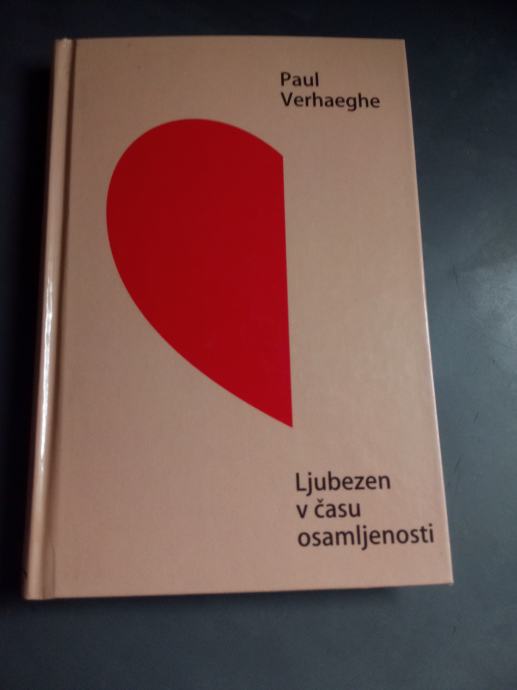 Paul
Verhaeghe
Ljubezen
v času
osamljenosti